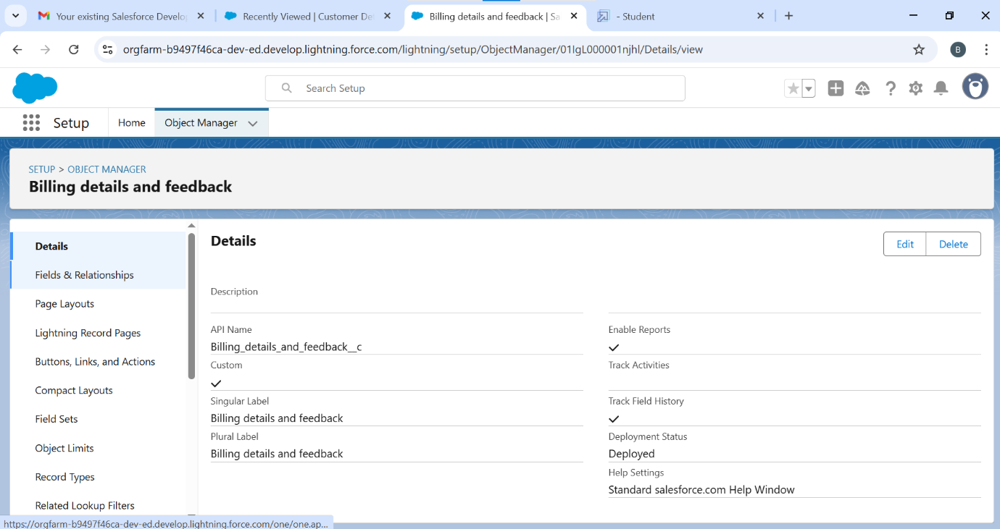 Your existing Salesforce Develo
Recently Viewed | Customer De
Billing details and feedback | Sa
- Student
orgfarm-b9497f46ca-dev-ed.develop.lightning.force.com/lightning/setup/ObjectManager/01IgL000001njhl/Details/view
B
Search Setup
Setup
Home
Object Manager
SETUP > OBJECT MANAGER
Billing details and feedback
Details
Fields & Relationships
Page Layouts
Lightning Record Pages
Buttons, Links, and Actions
Compact Layouts
Field Sets
Object Limits
Record Types
Related Lookup Filters
Details
Edit
Delete
Description
API Name
Billing_details_and_feedback__c
Custom
Singular Label
Billing details and feedback
Plural Label
Billing details and feedback
Enable Reports
Track Activities
Track Field History
Deployment Status
Deployed
Help Settings
Standard salesforce.com Help Window
https://orgfarm-b9497f46ca-dev-ed.develop.lightning.force.com/one/one.ap...